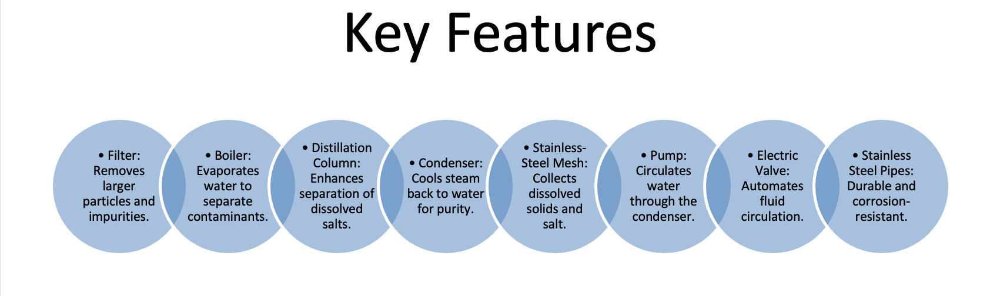 Key Features
• Filter:
Removes
larger
particles and
impurities.
• Boiler:
Evaporates
water to
separate
contaminants.
• Distillation
Column:
Enhances
separation of
dissolved
salts.
• Condenser:
Cools steam
back to water
for purity.
• Stainless-
Steel Mesh:
Collects
dissolved
solids and
salt.
• Pump:
Circulates
water
through the
condenser.
• Electric
Valve:
Automates
fluid
circulation.
• Stainless
Steel Pipes:
Durable and
corrosion-
resistant.